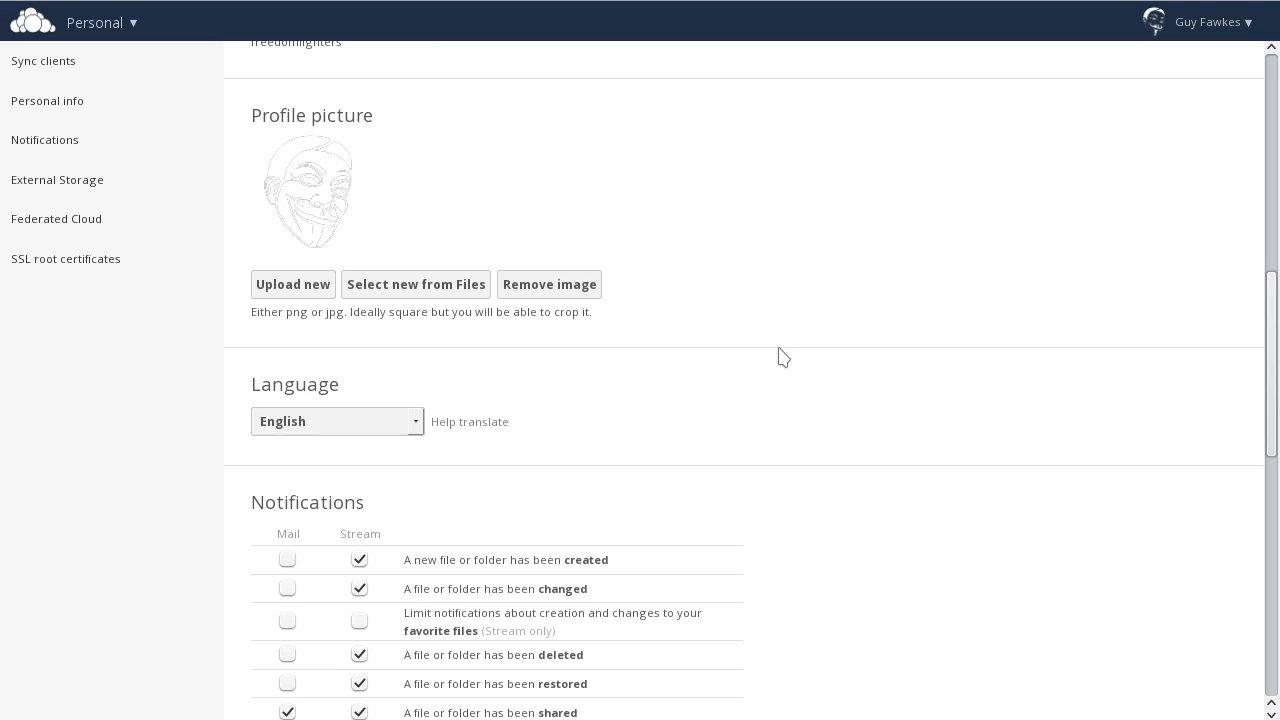 Personal ▼
Guy Fawkes ▼
freedomfighters
Sync clients
Personal info
Notifications
External Storage
Federated Cloud
SSL root certificates
Profile picture
Upload new
Select new from Files
Remove image
Either png or jpg. Ideally square but you will be able to crop it.
Language
English
Help translate
Notifications
Mail
Stream
A new file or folder has been created
A file or folder has been changed
Limit notifications about creation and changes to your
favorite files (Stream only)
A file or folder has been deleted
A file or folder has been restored
A file or folder has been shared